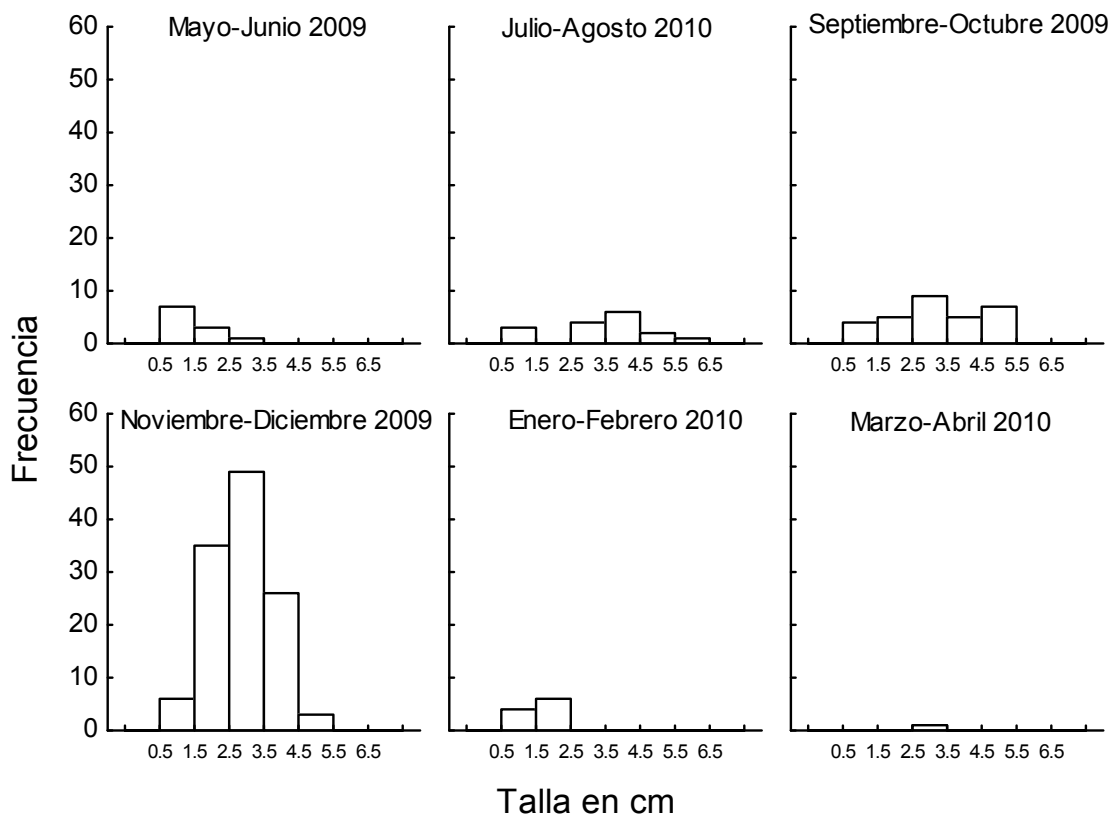 Mayo-Junio 2009
Julio-Agosto 2010
Septiembre-Octubre 2009
60
50
40
30
20
10
0
0.5 1.5 2.5 3.5 4.5 5.5 6.5
0.5 1.5 2.5 3.5 4.5 5.5 6.5
0.5 1.5 2.5 3.5 4.5 5.5 6.5
Frecuencia
Noviembre-Diciembre 2009
Enero-Febrero 2010
Marzo-Abril 2010
60
50
40
30
20
10
0
0.5 1.5 2.5 3.5 4.5 5.5 6.5
0.5 1.5 2.5 3.5 4.5 5.5 6.5
0.5 1.5 2.5 3.5 4.5 5.5 6.5
Talla en cm